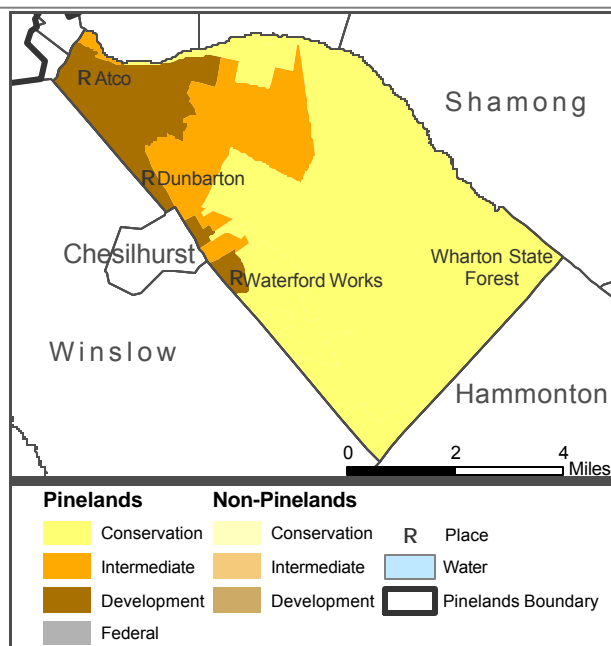 R Atco
Shamong
R Dunbarton
Chesilhurst
Wharton State
Forest
R Waterford Works
Winslow
Hammonton
0 2 4
Miles
Pinelands Non-Pinelands
Conservation Conservation R Place
Intermediate Intermediate Water
Development Development Pinelands Boundary
Federal